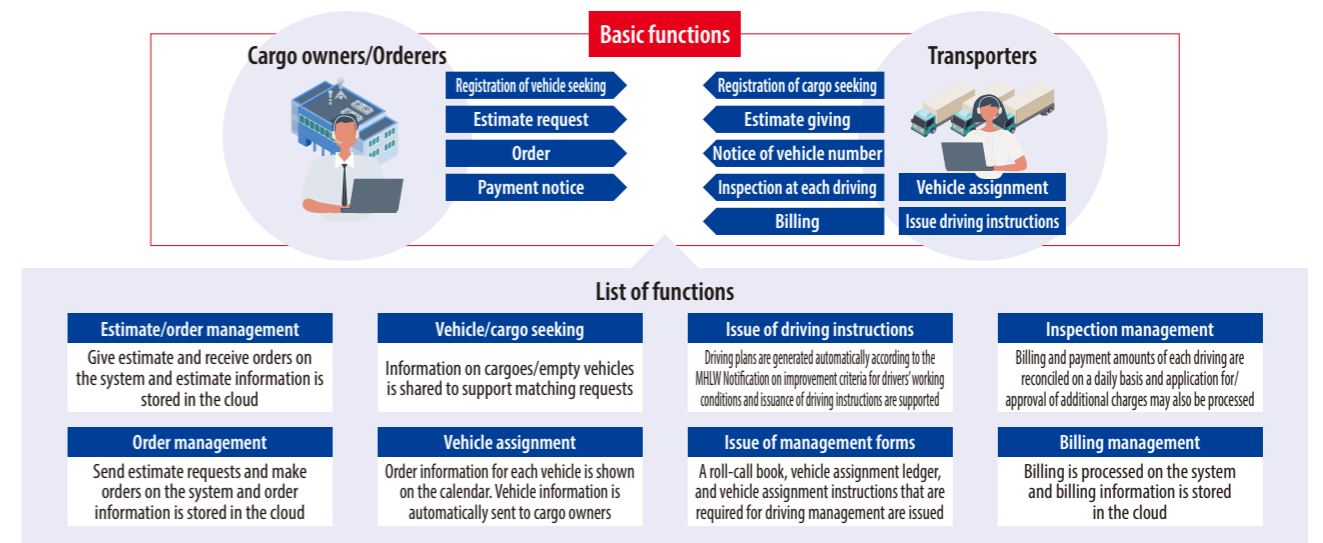 Basic functions
Cargo owners/Orderers
Registration of vehicle seeking
Estimate request
Order
Payment notice
Transporters
Registration of cargo seeking
Estimate giving
Notice of vehicle number
Inspection at each driving
Billing
Vehicle assignment
Issue driving instructions
List of functions
Estimate/order management
Give estimate and receive orders on
the system and estimate information is
stored in the cloud
Vehicle/cargo seeking
Information on cargoes/empty vehicles
is shared to support matching requests
Issue of driving instructions
Driving plans are generated automatically according to the
MHLW Notification on improvement criteria for drivers' working
conditions and issuance of driving instructions are supported
Inspection management
Billing and payment amounts of each driving are
reconciled on a daily basis and application for/
approval of additional charges may also be processed
Order management
Send estimate requests and make
orders on the system and order
information is stored in the cloud
Vehicle assignment
Order information for each vehicle is shown
on the calendar. Vehicle information is
automatically sent to cargo owners
Issue of management forms
A roll-call book, vehicle assignment ledger,
and vehicle assignment instructions that are
required for driving management are issued
Billing management
Billing is processed on the system
and billing information is stored
in the cloud